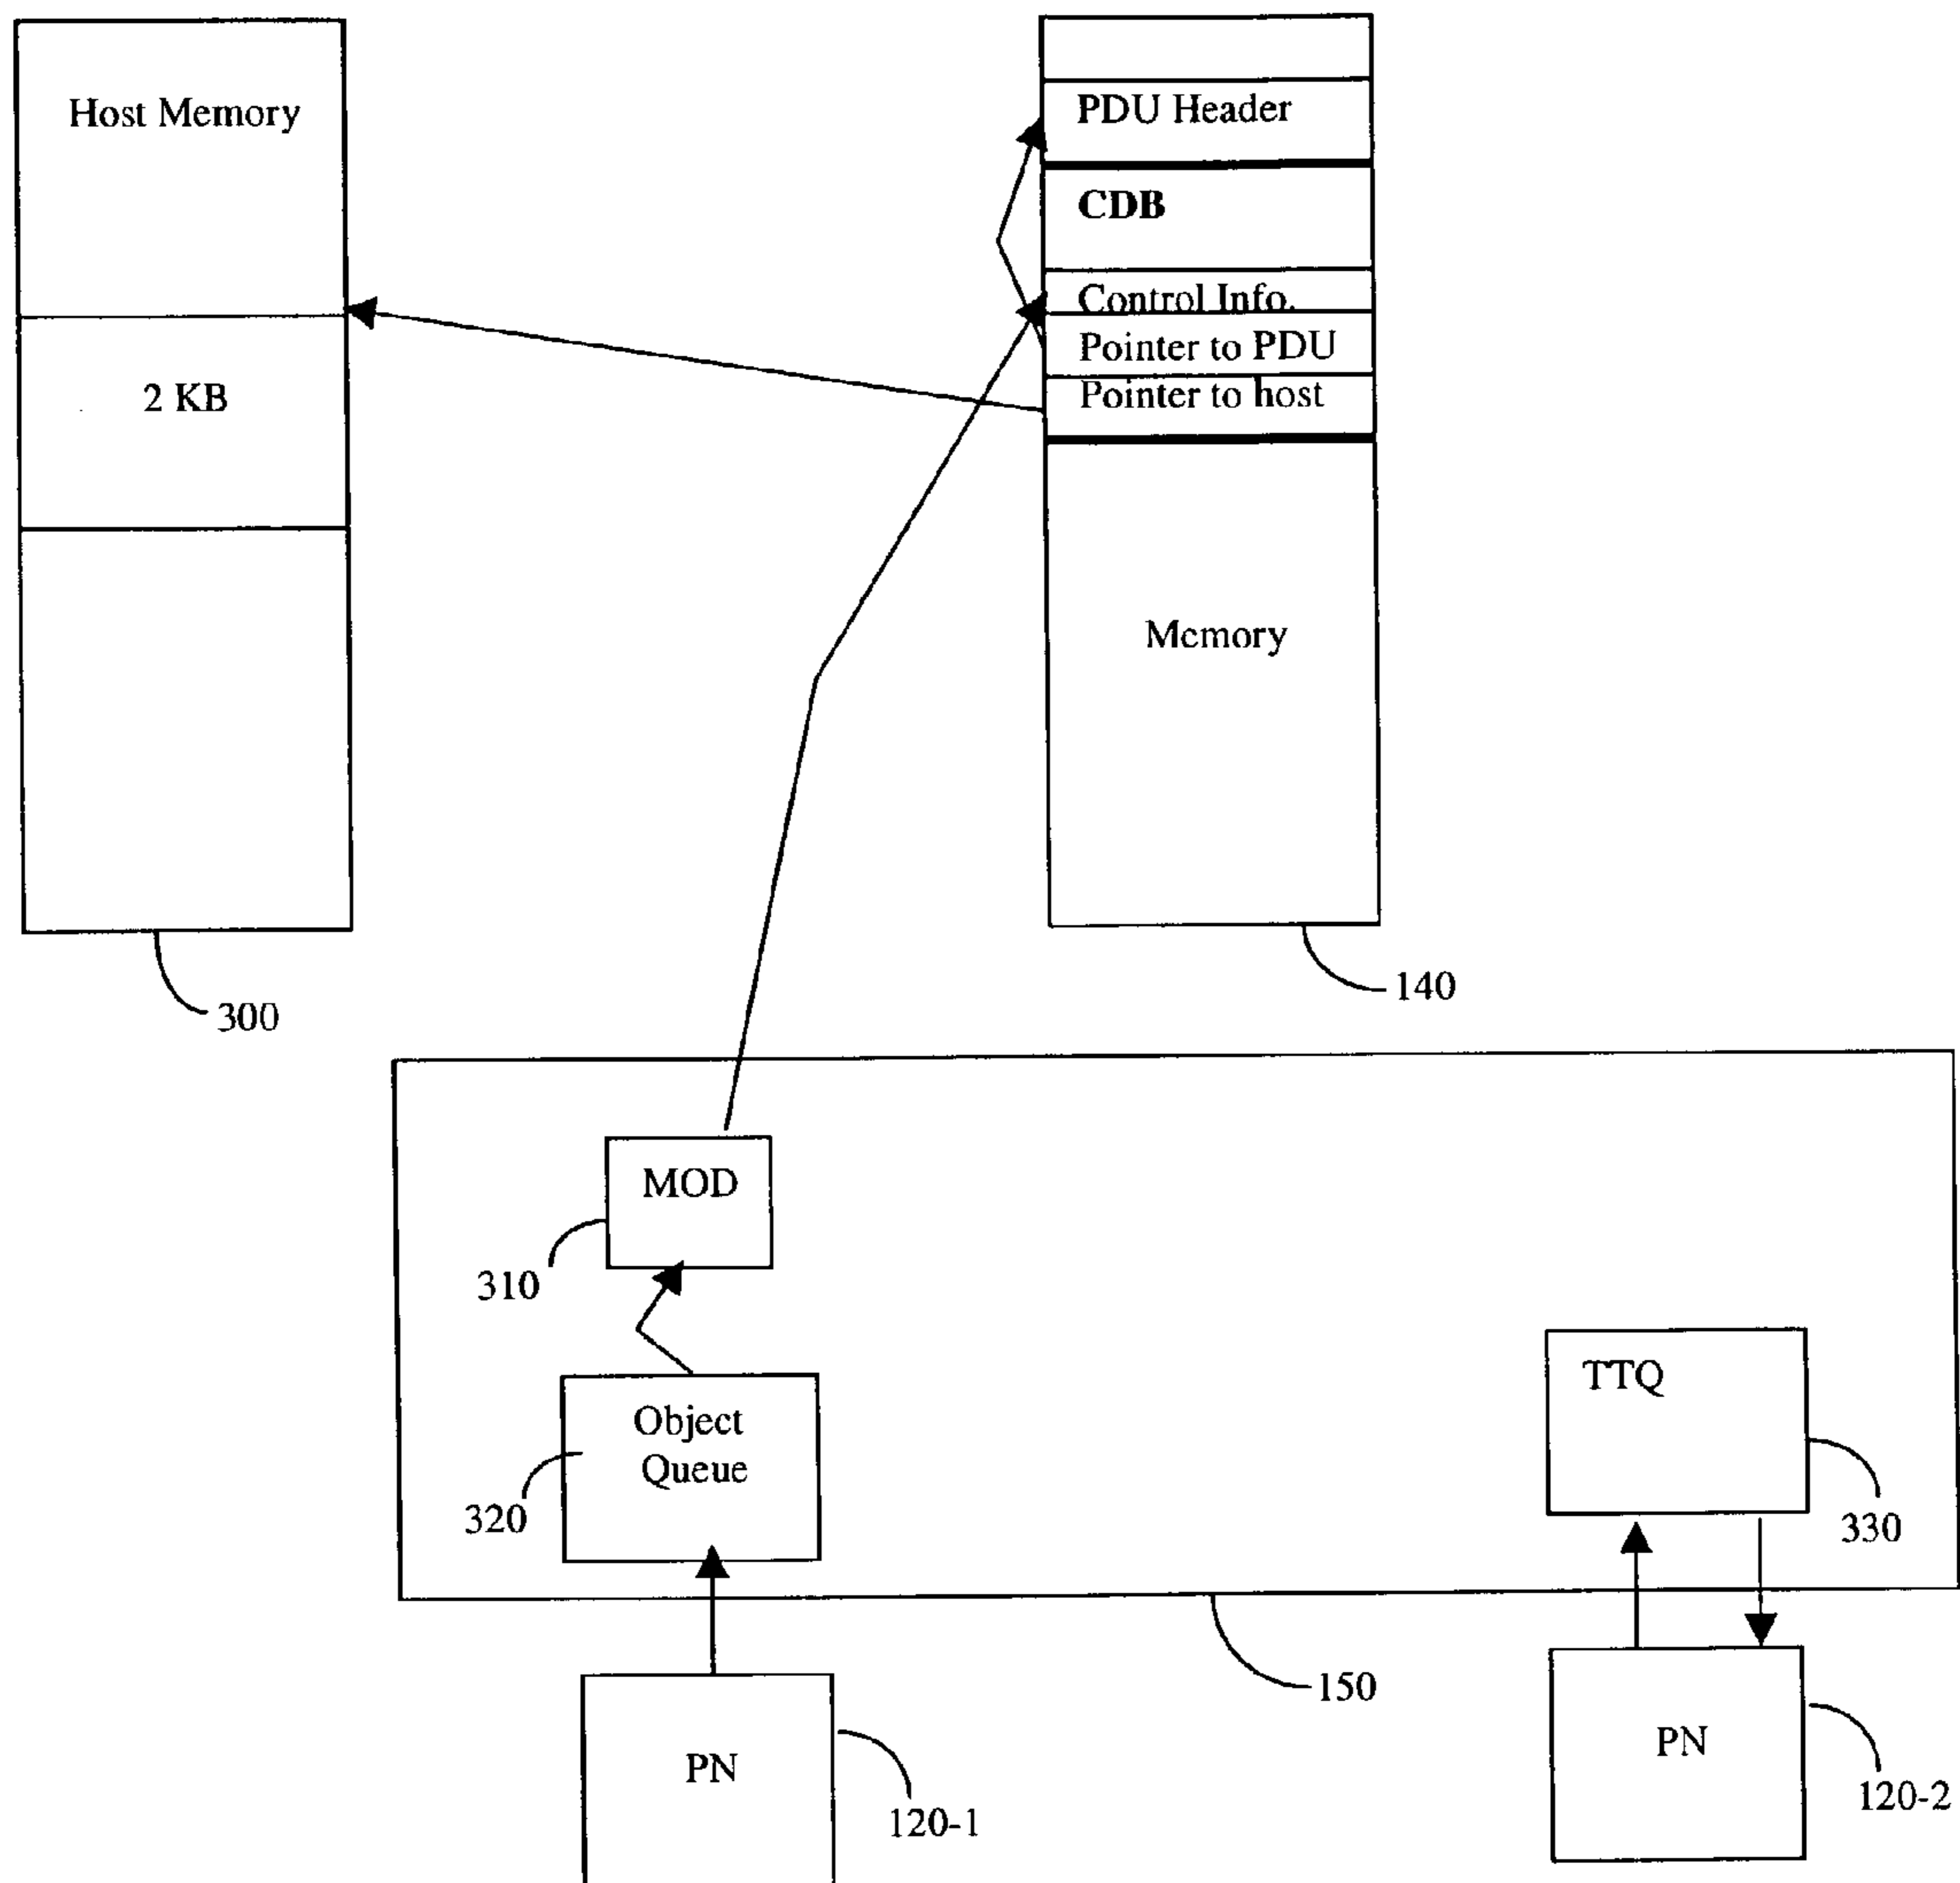 Host Memory
2 KB
300
PDU Header
CDB
Control Info.
Pointer to PDU
Pointer to host
Memory
140
MOD
310
Object
Queue
320
TTQ
330
150
PN
120-1
PN
120-2